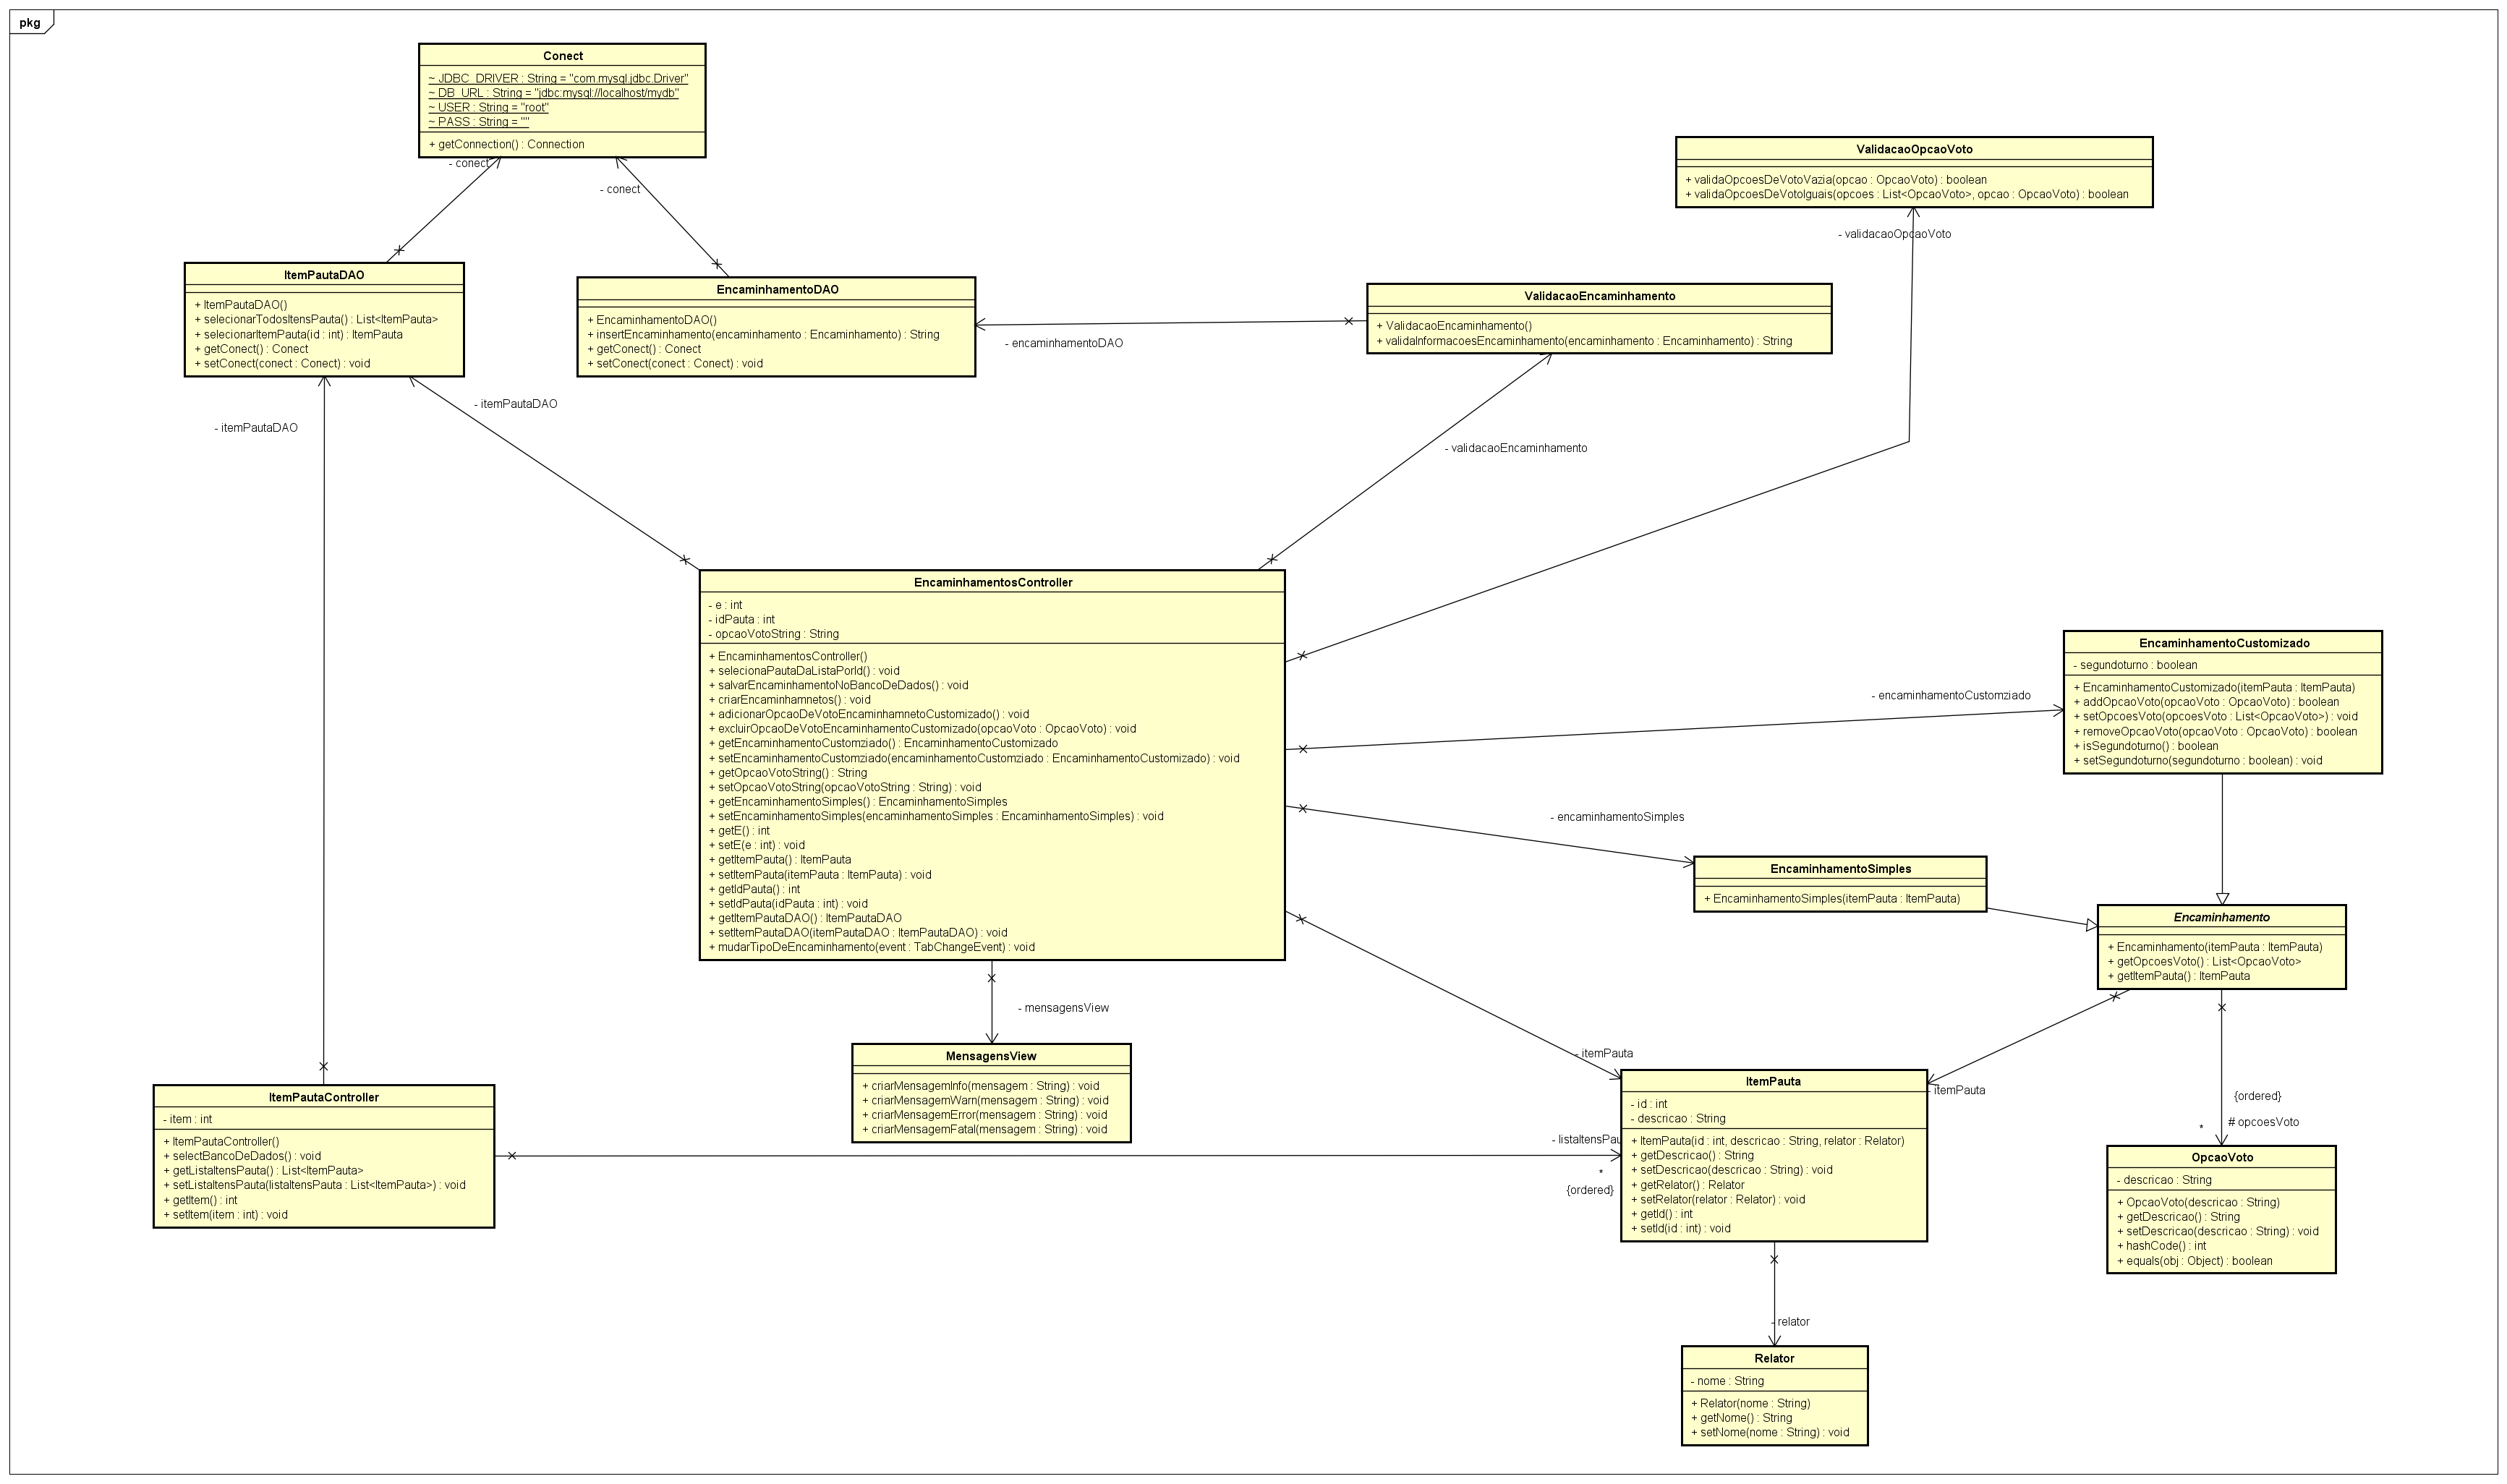 pkg
Conect
~ JDBC_DRIVER : String = "com.mysql.jdbc.Driver"
~ DB_URL : String = "jdbc:mysql://localhost/mydb"
~ USER : String = "root"
~ PASS : String = ""
+ getConnection() : Connection
- conect
- conect
ValidacaoOpcaoVoto
+ validaOpcoesDeVotoVazia(opcao : OpcaoVoto) : boolean
+ validaOpcoesDeVotoIguais(opcoes : List<OpcaoVoto>, opcao : OpcaoVoto) : boolean
- validacaoOpcaoVoto
ItemPautaDAO
+ ItemPautaDAO()
+ selecionarTodosItensPauta() : List<ItemPauta>
+ selecionarItemPauta(id : int) : ItemPauta
+ getConect() : Conect
+ setConect(conect : Conect) : void
EncaminhamentoDAO
+ EncaminhamentoDAO()
+ insertEncaminhamento(encaminhamento : Encaminhamento) : String
+ getConect() : Conect
+ setConect(conect : Conect) : void
- encaminhamentoDAO
ValidacaoEncaminhamento
+ ValidacaoEncaminhamento()
+ validaInformacoesEncaminhamento(encaminhamento : Encaminhamento) : String
- itemPautaDAO
- itemPautaDAO
- validacaoEncaminhamento
EncaminhamentosController
- e : int
- idPauta : int
- opcaoVotoString : String
+ EncaminhamentosController()
+ selecionaPautaDaListaPorId() : void
+ salvarEncaminhamentoNoBancoDeDados() : void
+ criarEncaminhamnetos() : void
+ adicionarOpcaoDeVotoEncaminhamnetoCustomizado() : void
+ excluirOpcaoDeVotoEncaminhamentoCustomizado(opcaoVoto : OpcaoVoto) : void
+ getEncaminhamentoCustomziado() : EncaminhamentoCustomizado
+ setEncaminhamentoCustomziado(encaminhamentoCustomziado : EncaminhamentoCustomizado) : void
+ getOpcaoVotoString() : String
+ setOpcaoVotoString(opcaoVotoString : String) : void
+ getEncaminhamentoSimples() : EncaminhamentoSimples
+ setEncaminhamentoSimples(encaminhamentoSimples : EncaminhamentoSimples) : void
+ getE() : int
+ setE(e : int) : void
+ getItemPauta() : ItemPauta
+ setItemPauta(itemPauta : ItemPauta) : void
+ getIdPauta() : int
+ setIdPauta(idPauta : int) : void
+ getItemPautaDAO() : ItemPautaDAO
+ setItemPautaDAO(itemPautaDAO : ItemPautaDAO) : void
+ mudarTipoDeEncaminhamento(event : TabChangeEvent) : void
- encaminhamentoCustomziado
EncaminhamentoCustomizado
- segundoturno : boolean
+ EncaminhamentoCustomizado(itemPauta : ItemPauta)
+ addOpcaoVoto(opcaoVoto : OpcaoVoto) : boolean
+ setOpcoesVoto(opcoesVoto : List<OpcaoVoto>) : void
+ removeOpcaoVoto(opcaoVoto : OpcaoVoto) : boolean
+ isSegundoturno() : boolean
+ setSegundoturno(segundoturno : boolean) : void
- encaminhamentoSimples
EncaminhamentoSimples
+ EncaminhamentoSimples(itemPauta : ItemPauta)
Encaminhamento
+ Encaminhamento(itemPauta : ItemPauta)
+ getOpcoesVoto() : List<OpcaoVoto>
+ getItemPauta() : ItemPauta
- mensagensView
MensagensView
+ criarMensagemInfo(mensagem : String) : void
+ criarMensagemWarn(mensagem : String) : void
+ criarMensagemError(mensagem : String) : void
+ criarMensagemFatal(mensagem : String) : void
- itemPauta
- itemPauta
{ordered}
# opcoesVoto
*
ItemPautaController
- item : int
+ ItemPautaController()
+ selectBancoDeDados() : void
+ getListaItensPauta() : List<ItemPauta>
+ setListaItensPauta(listaItensPauta : List<ItemPauta>) : void
+ getItem() : int
+ setItem(item : int) : void
- listaItensPau
*
{ordered}
ItemPauta
- id : int
- descricao : String
+ ItemPauta(id : int, descricao : String, relator : Relator)
+ getDescricao() : String
+ setDescricao(descricao : String) : void
+ getRelator() : Relator
+ setRelator(relator : Relator) : void
+ getId() : int
+ setId(id : int) : void
OpcaoVoto
- descricao : String
+ OpcaoVoto(descricao : String)
+ getDescricao() : String
+ setDescricao(descricao : String) : void
+ hashCode() : int
+ equals(obj : Object) : boolean
- relator
Relator
- nome : String
+ Relator(nome : String)
+ getNome() : String
+ setNome(nome : String) : void